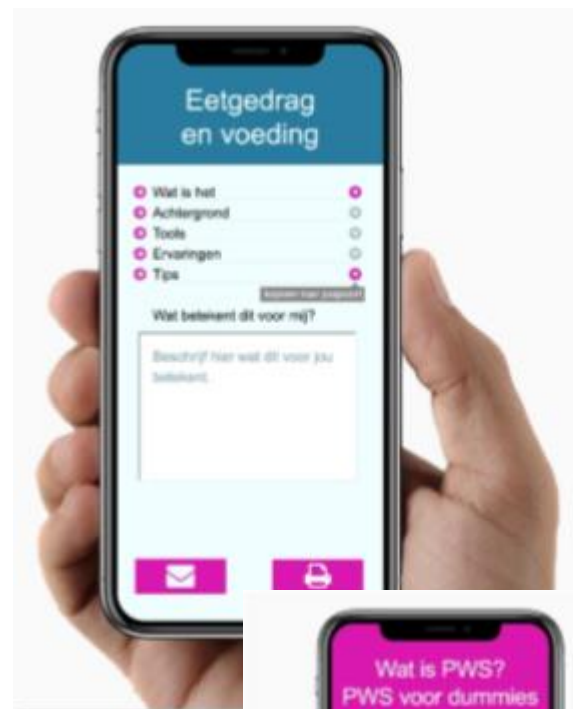 Eetgedrag
en voeding
Wat is het
Achtergrond
Tools
Ervaringen
Tips
Wat betekent dit voor mij?
Beschrijf hier wat dit voor jou
betekent.
Wat is PWS?
PWS voor dummies